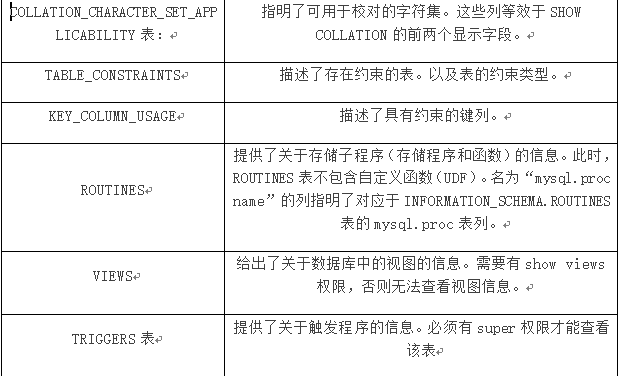 COLLATION_CHARACTER_SET_APP
LICABILITY 表：
指明了可用于校对的字符集。这些列等效于 SHOW
COLLATION 的前两个显示字段。
TABLE_CONSTRAINTS
描述了存在约束的表。以及表的约束类型。
KEY_COLUMN_USAGE
描述了具有约束的键列。
ROUTINES
提供了关于存储子程序（存储程序和函数）的信息。此时，
ROUTINES 表不包含自定义函数（UDF）。名为“mysql.proc
name”的列指明了对应于 INFORMATION_SCHEMA.ROUTINES
表的 mysql.proc 表列。
VIEWS
给出了关于数据库中的视图的信息。需要有 show views
权限，否则无法查看视图信息。
TRIGGERS 表
提供了关于触发程序的信息。必须有 super 权限才能查看
该表